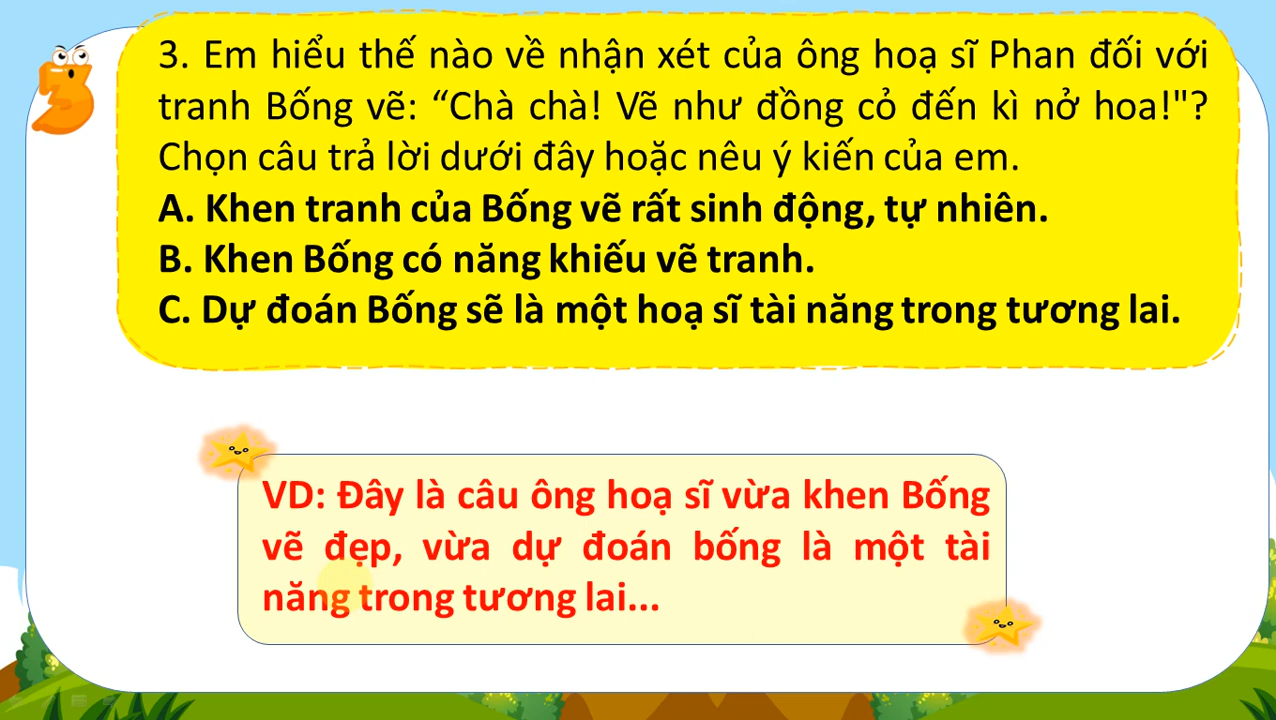 3. Em hiểu thế nào về nhận xét của ông hoạ sĩ Phan đối với
tranh Bống vẽ: “Chà chà! Vẽ như đồng cỏ đến kì nở hoa!"?
Chọn câu trả lời dưới đây hoặc nêu ý kiến của em.
A. Khen tranh của Bống vẽ rất sinh động, tự nhiên.
B. Khen Bống có năng khiếu vẽ tranh.
C. Dự đoán Bống sẽ là một hoạ sĩ tài năng trong tương lai.
VD: Đây là câu ông hoạ sĩ vừa khen Bống
vẽ đẹp, vừa dự đoán bống là một tài
năng trong tương lai...